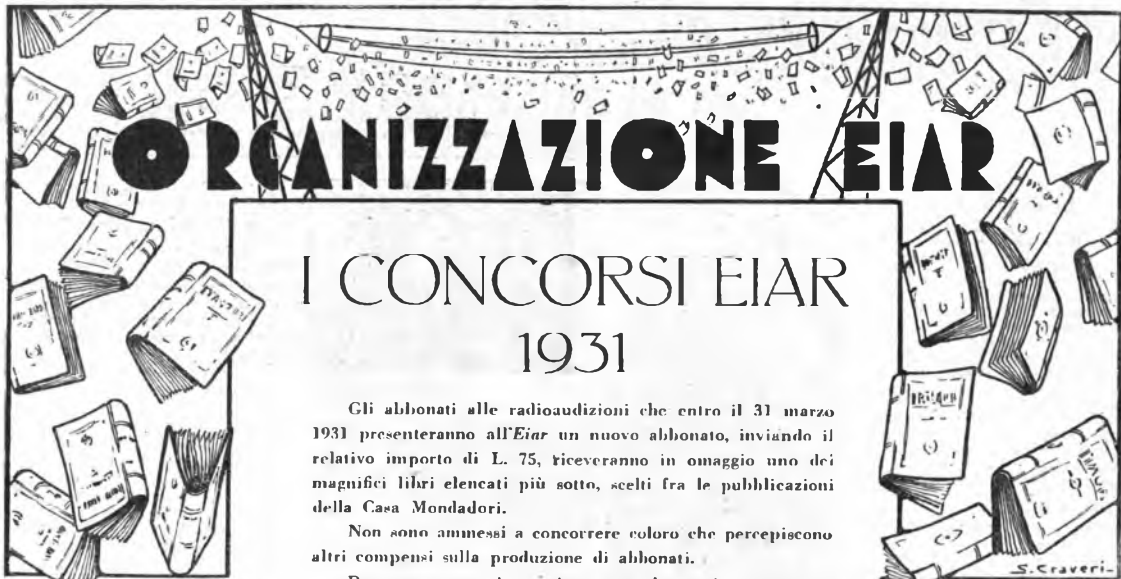 ORGANIZZAZIONE EIAR
I CONCORSI EIAR
1931
Gli abbonati alle radioaudizioni che entro il 31 marzo
1931 presenteranno all'Eiar un nuovo abbonato, inviando il
relativo importo di L. 75, riceveranno in omaggio uno dei
magnifici libri elencati più sotto, scelti fra le pubblicazioni
della Casa Mondadori.
Non sono ammessi a concorrere coloro che percepiscono
altri compensi sulla produzione di abbonati.
S. Craveri